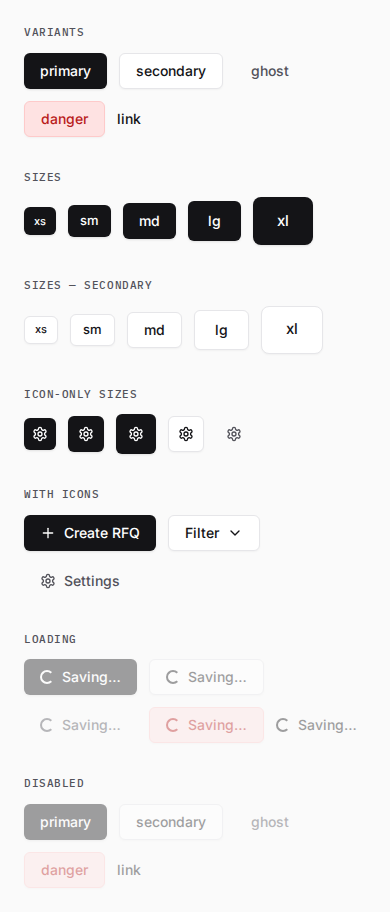 VARIANTS
primary secondary ghost
danger link
SIZES
xs sm md lg xl
SIZES — SECONDARY
xs sm md lg xl
ICON-ONLY SIZES
WITH ICONS
Create RFQ Filter
Settings
LOADING
Saving... Saving...
Saving... Saving... Saving...
DISABLED
primary secondary ghost
danger link